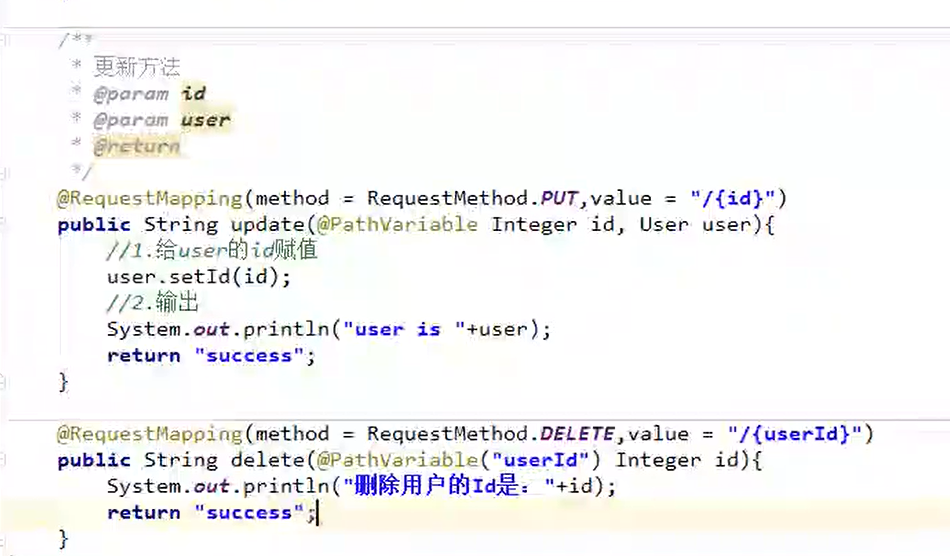 /**
 * 更新方法
 * @param id
 * @param user
 * @return
 */
@RequestMapping(method = RequestMethod.PUT,value = "/{id}")
public String update(@PathVariable Integer id, User user){
    //1.给user的id赋值
    user.setId(id);
    //2.输出
    System.out.println("user is "+user);
    return "success";
}
@RequestMapping(method = RequestMethod.DELETE,value = "/{userId}")
public String delete(@PathVariable("userId") Integer id){
    System.out.println("删除用户的Id是："+id);
    return "success";
}